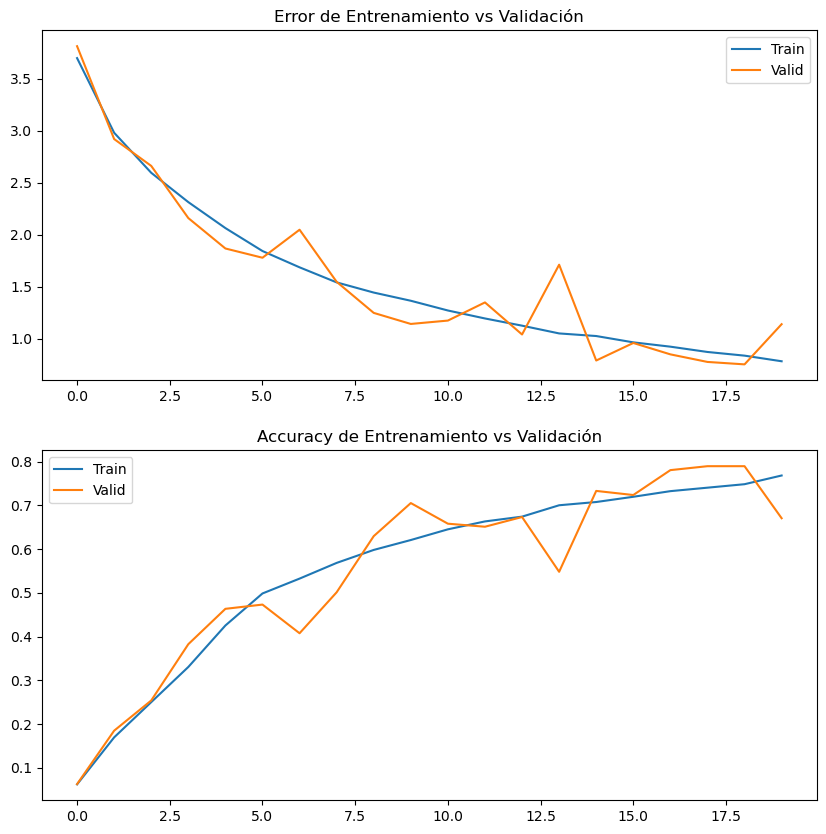 Error de Entrenamiento vs Validación
Train
Valid
3.5
3.0
2.5
2.0
1.5
1.0
0.0 2.5 5.0 7.5 10.0 12.5 15.0 17.5
Accuracy de Entrenamiento vs Validación
Train
Valid
0.8
0.7
0.6
0.5
0.4
0.3
0.2
0.1
0.0 2.5 5.0 7.5 10.0 12.5 15.0 17.5